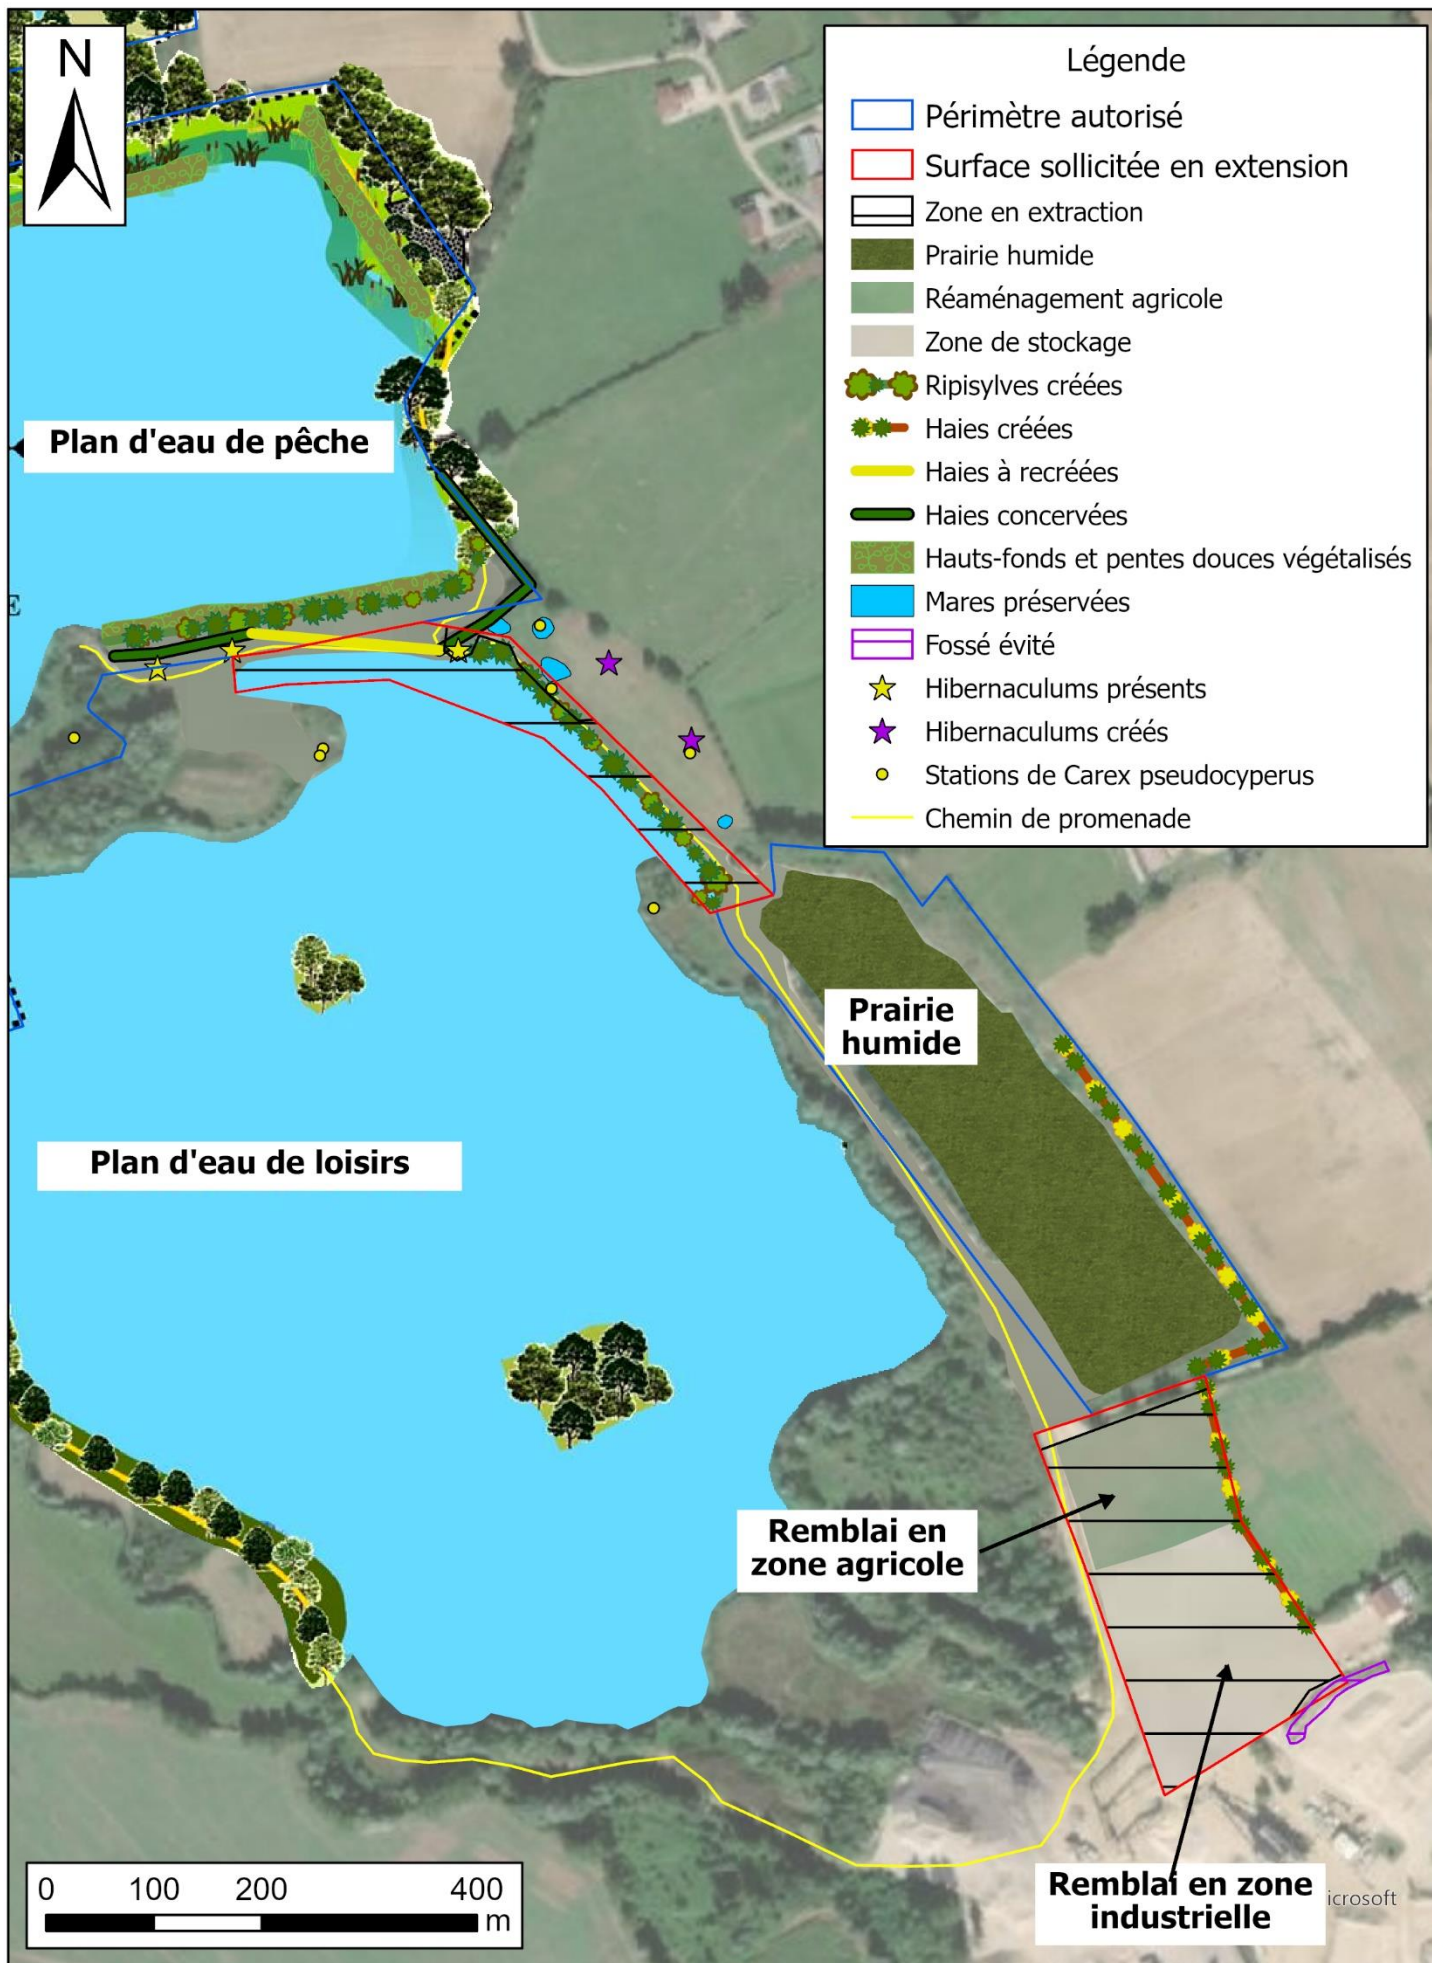 N
Légende
Périmètre autorisé
Surface sollicitée en extension
Zone en extraction
Prairie humide
Réaménagement agricole
Zone de stockage
Ripisylves créées
Haies créées
Haies à recréées
Haies concervées
Hauts-fonds et pentes douces végétalisés
Mares préservées
Fossé évité
Hibernaculums présents
Hibernaculums créés
Stations de Carex pseudocyperus
Chemin de promenade
Plan d'eau de pêche
E
Prairie
humide
Plan d'eau de loisirs
Remblai en
zone agricole
Remblai en zone
industrielle
icrosoft
0 100 200 400
m